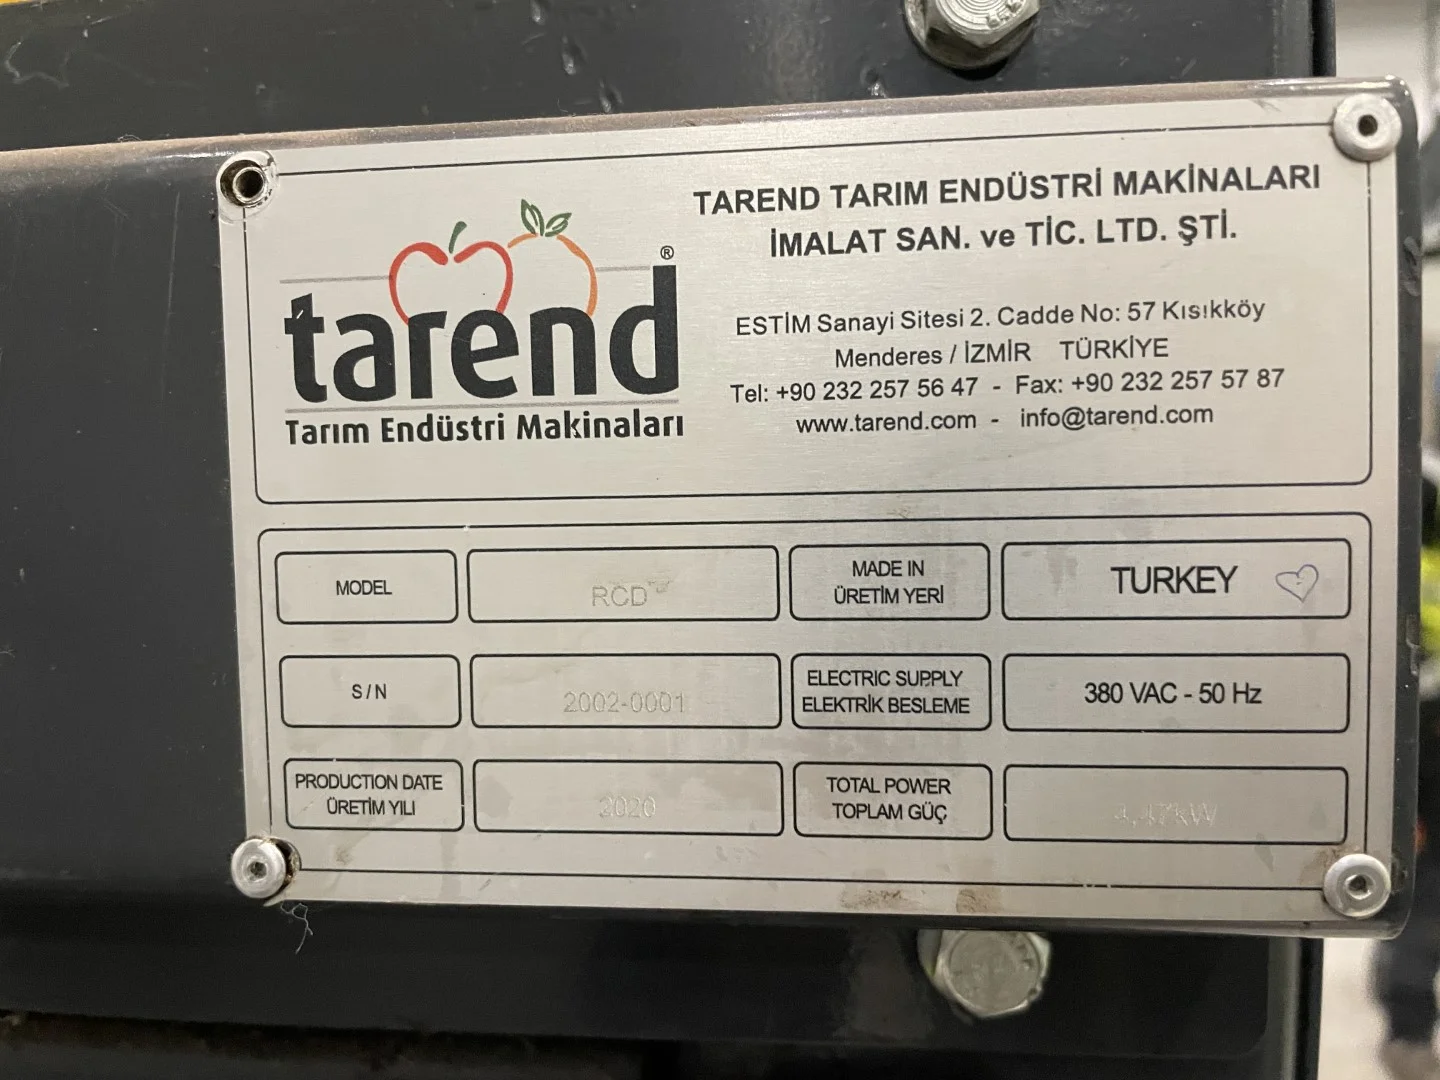 tarend®
Tarım Endüstri Makinaları
TAREND TARIM ENDÜSTRİ MAKİNALARI
İMALAT SAN. ve TİC. LTD. ŞTİ.
ESTİM Sanayi Sitesi 2. Cadde No: 57 Kısıkköy
Menderes / İZMİR TÜRKİYE
Tel: +90 232 257 56 47 - Fax: +90 232 257 57 87
www.tarend.com - info@tarend.com
MODEL
RCD
MADE IN
ÜRETİM YERİ
TURKEY
S / N
2002-0001
ELECTRIC SUPPLY
ELEKTRİK BESLEME
380 VAC - 50 Hz
PRODUCTION DATE
ÜRETİM YILI
2020
TOTAL POWER
TOPLAM GÜÇ